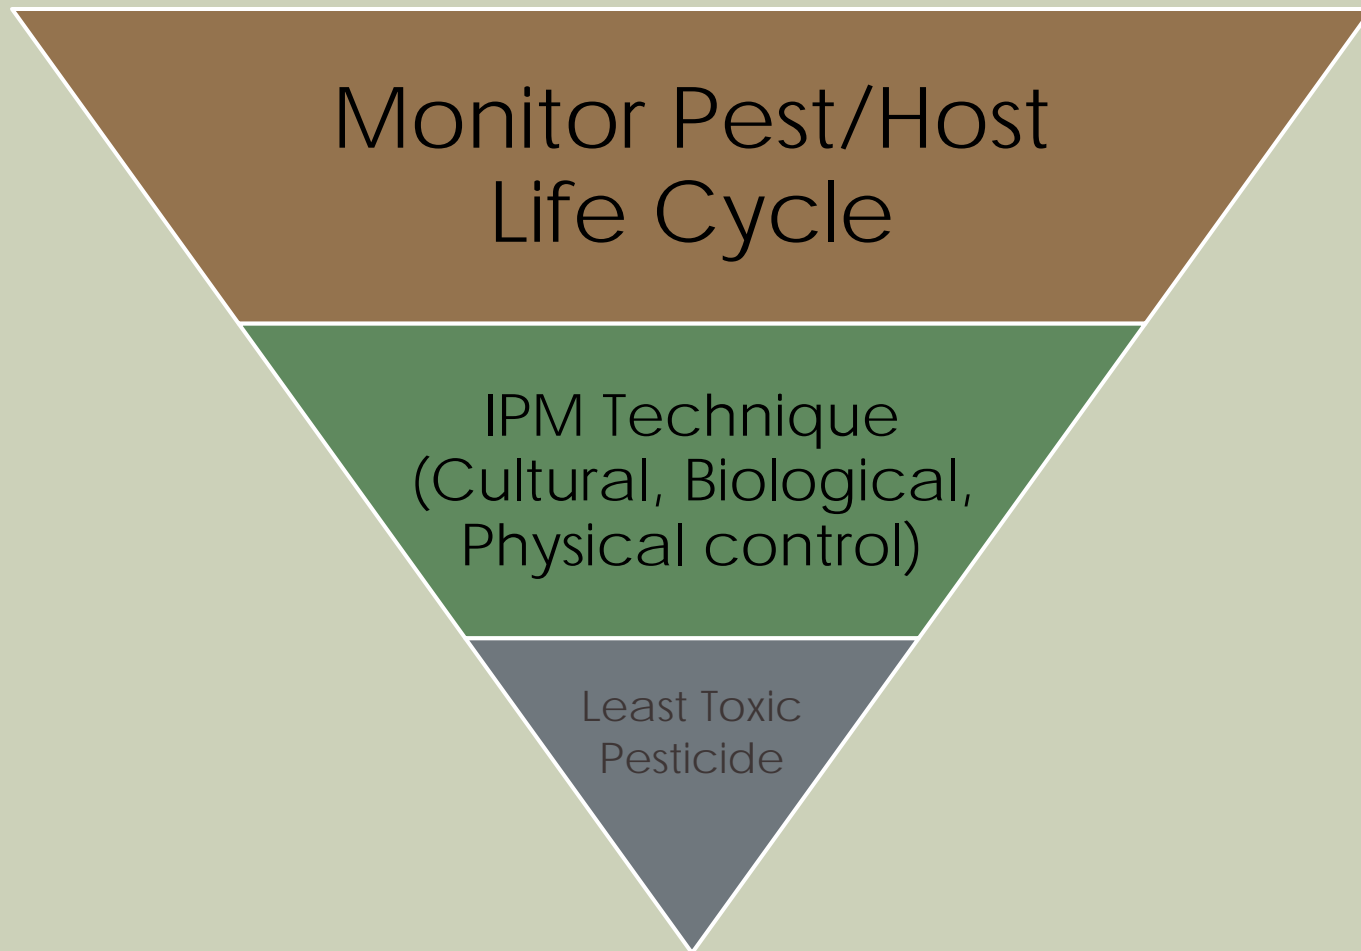 Monitor Pest/Host
Life Cycle
IPM Technique
(Cultural, Biological,
Physical control)
Least Toxic
Pesticide